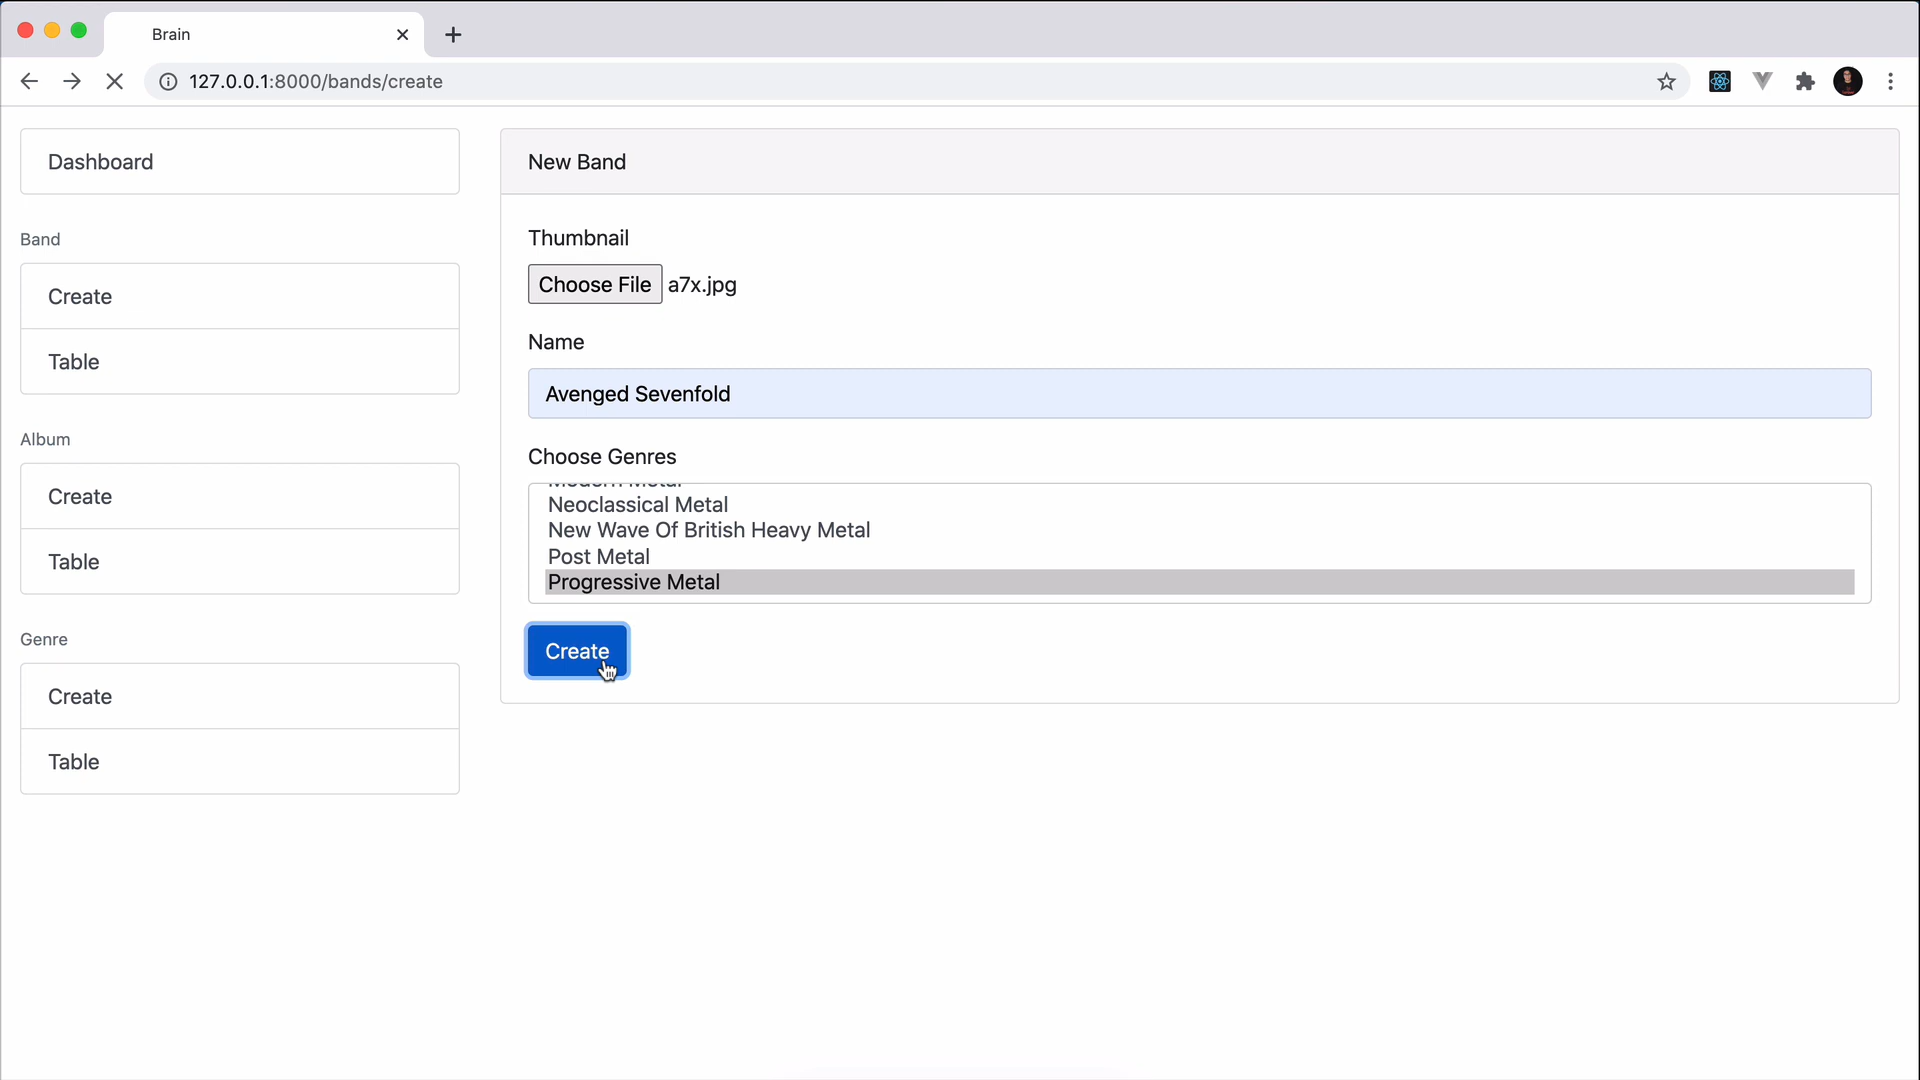 Brain
127.0.0.1:8000/bands/create
Dashboard
Band
Create
Table
Album
Create
Table
Genre
Create
Table
New Band
Thumbnail
Choose File a7x.jpg
Name
Avenged Sevenfold
Choose Genres
Modern Metal
Neoclassical Metal
New Wave Of British Heavy Metal
Post Metal
Progressive Metal
Create